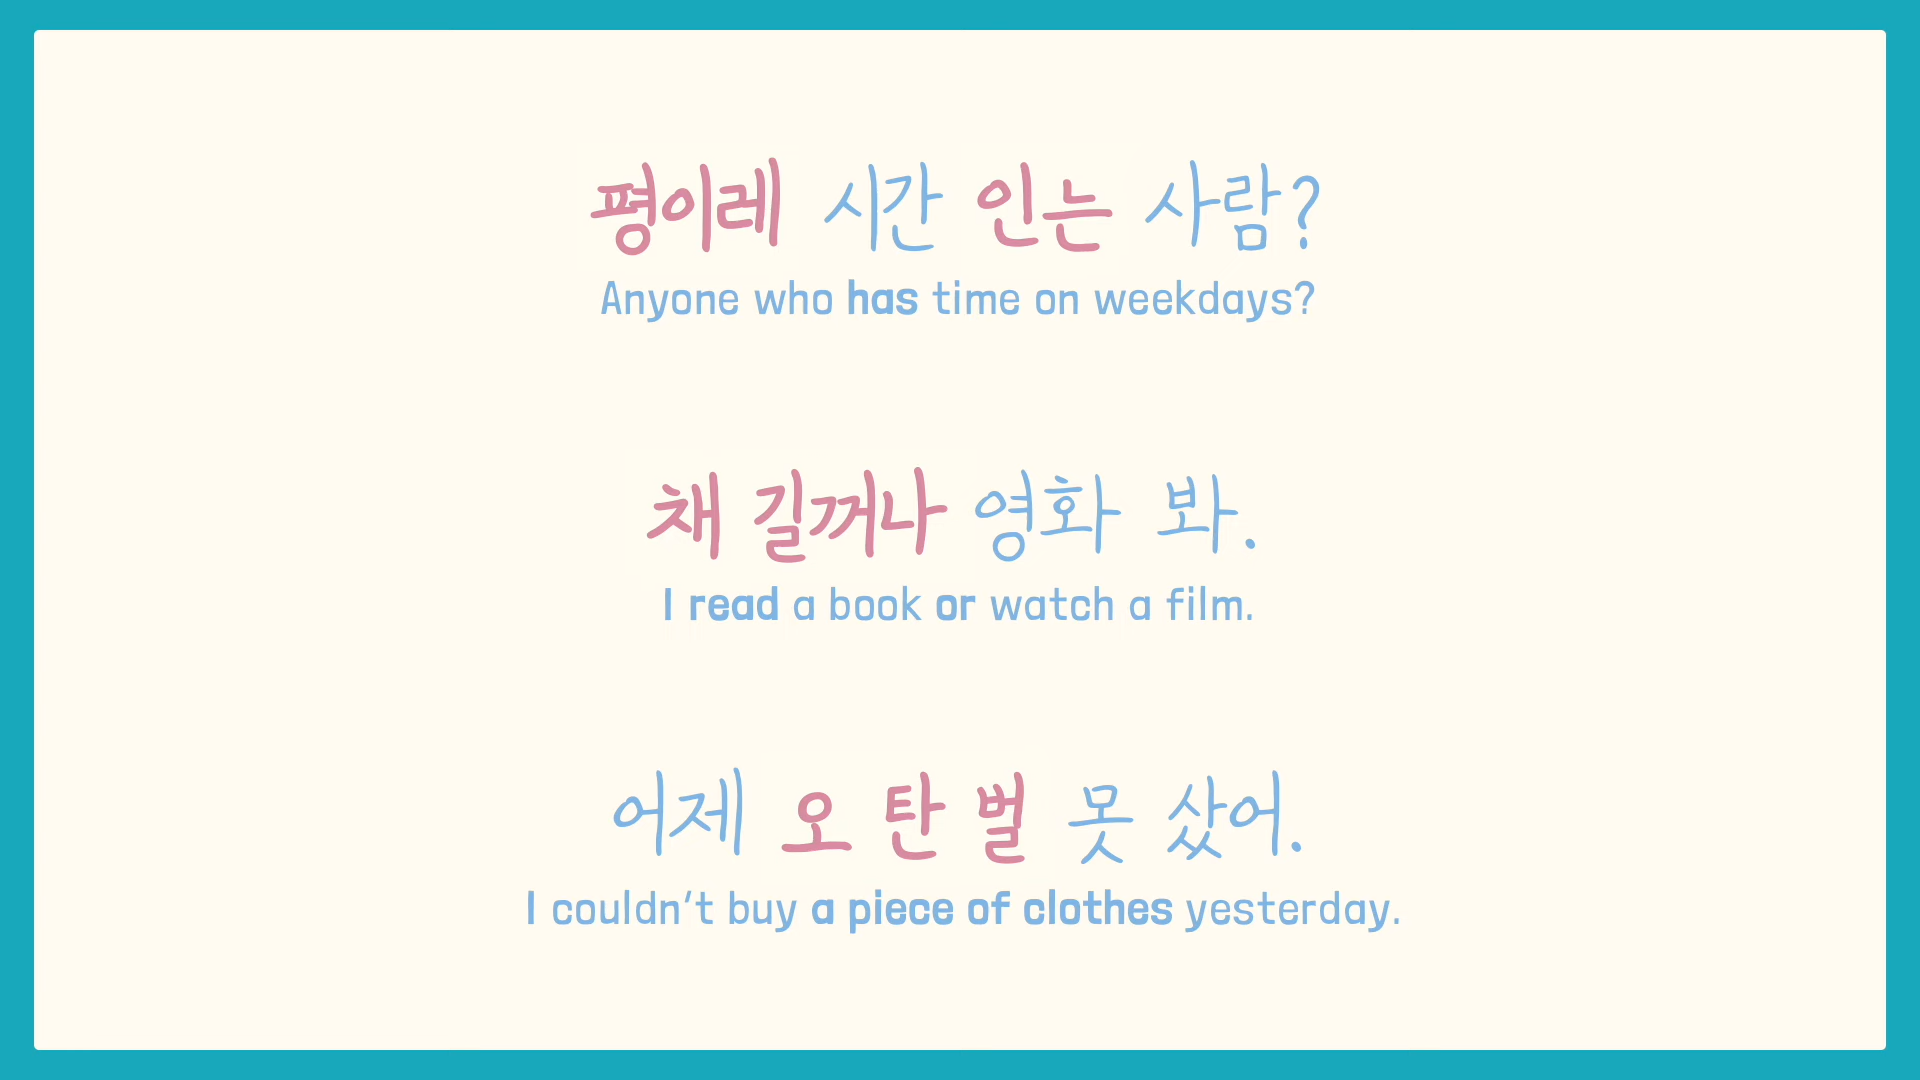 평이레 시간 인는 사람?
Anyone who has time on weekdays?
채 길꺼나 영화 봐.
I read a book or watch a film.
어제 오 탄 벌 못 샀어.
I couldn't buy a piece of clothes yesterday.